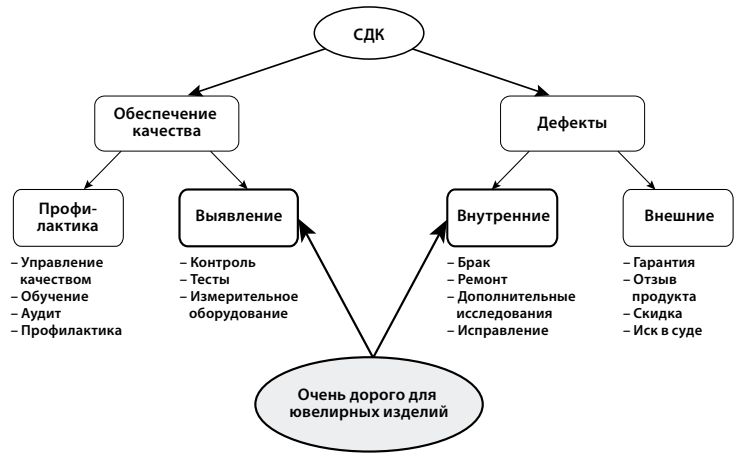 СДК
Обеспечение
качества
Дефекты
Профи-
лактика
Выявление
Внутренние
Внешние
– Управление
качеством
– Обучение
– Аудит
– Профилактика
– Контроль
– Тесты
– Измерительное
оборудование
– Брак
– Ремонт
– Дополнительные
исследования
– Исправление
– Гарантия
– Отзыв
продукта
– Скидка
– Иск в суде
Очень дорого для
ювелирных изделий